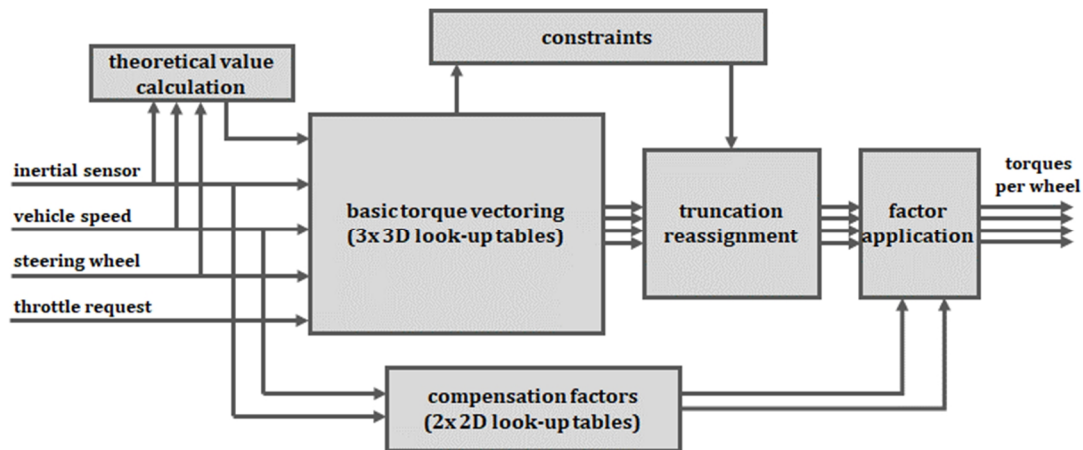 constraints
theoretical value
calculation
inertial sensor
vehicle speed
steering wheel
throttle request
basic torque vectoring
(3x 3D look-up tables)
truncation
reassignment
factor
application
torques
per wheel
compensation factors
(2x 2D look-up tables)